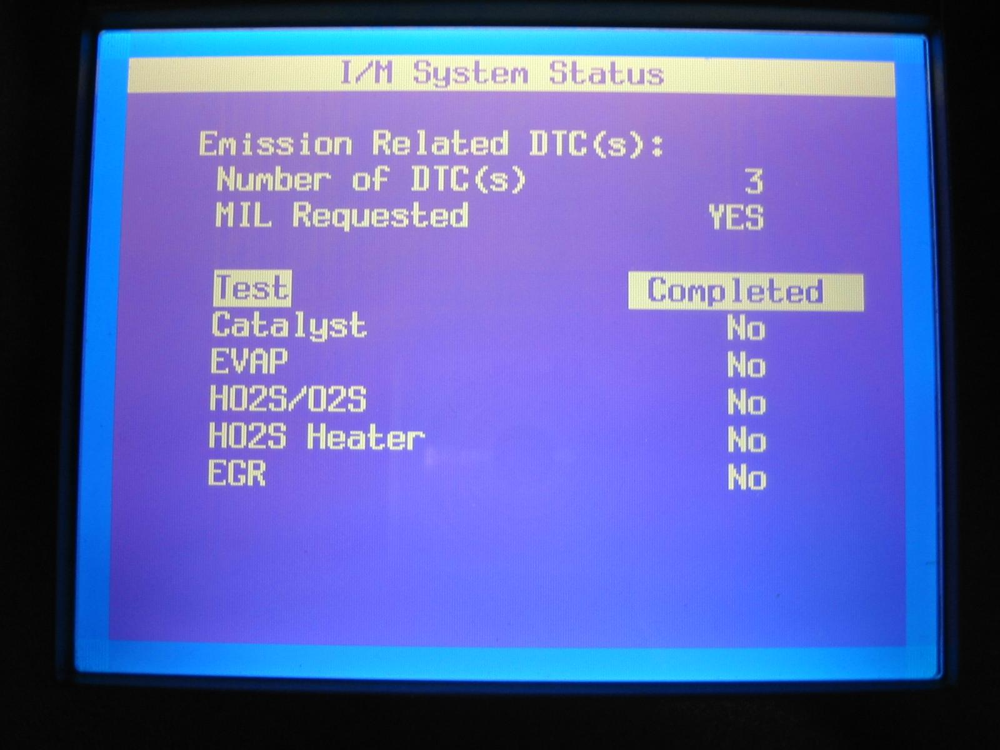 I/M System Status
Emission Related DTC(s):
Number of DTC(s) 3
MIL Requested YES
Test Completed
Catalyst No
EVAP No
HO2S/O2S No
HO2S Heater No
EGR No